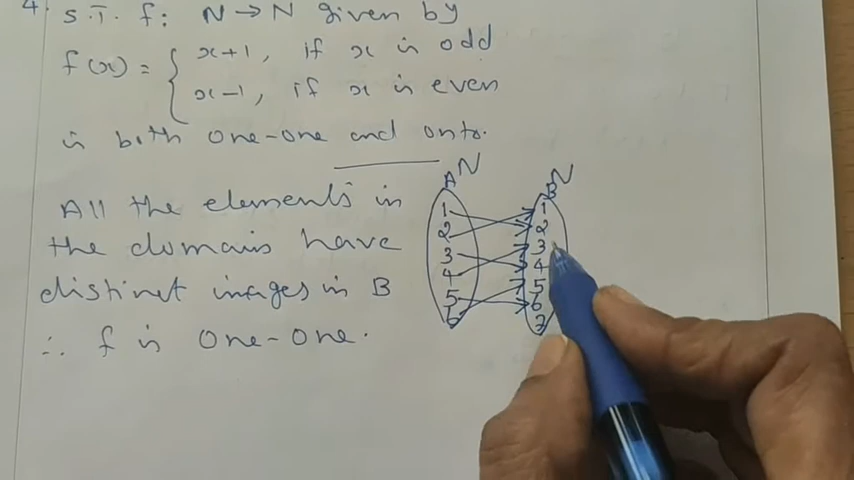 4. S.T. f: N → N given by
f(x) = { x+1, if x is odd
x-1, if x is even
is both one-one and onto.
N N
A B
All the elements in
the domain have
distinct images in B
∴ f is one-one.
1 1
2 2
3 3
4 4
5 5
6 6
7